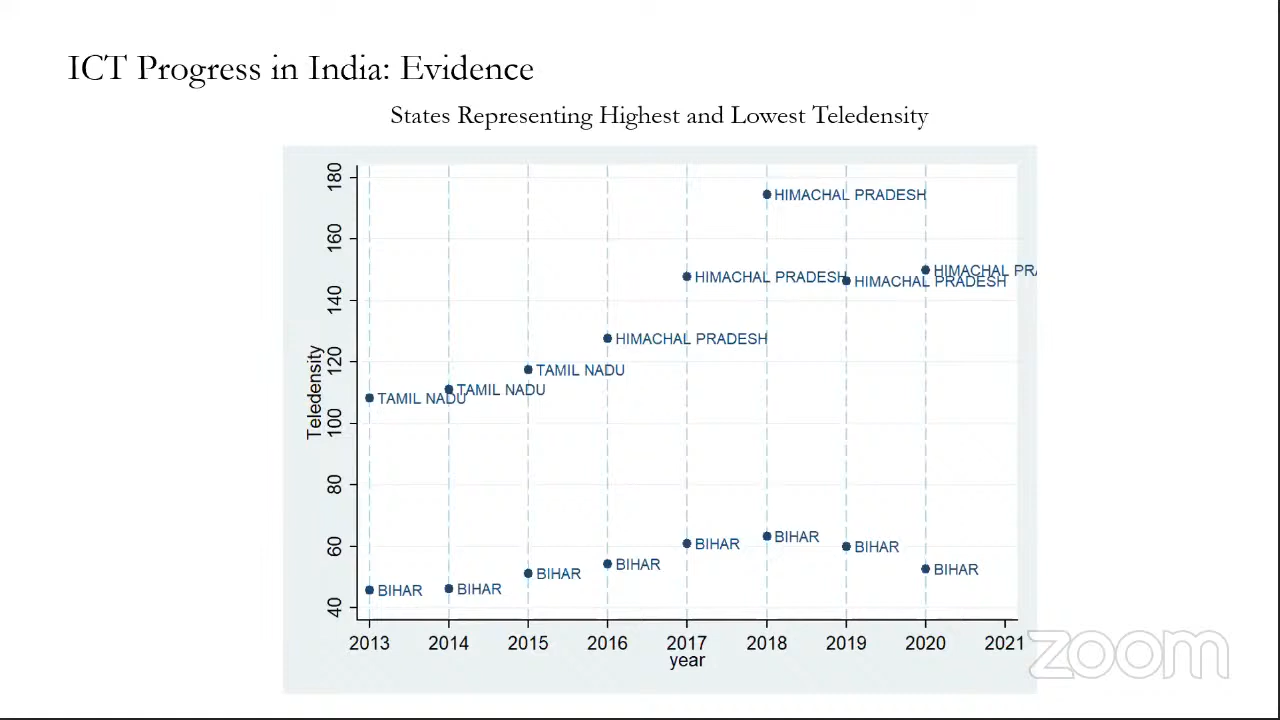 ICT Progress in India: Evidence
States Representing Highest and Lowest Teledensity
180
160
140
120
100
80
60
40
Teledensity
HIMACHAL PRADESH
HIMACHAL PRA
HIMACHAL PRADESH
HIMACHAL PRADESH
HIMACHAL PRADESH
TAMIL NADU
TAMIL NADU
TAMIL NADU
BIHAR
BIHAR
BIHAR
BIHAR
BIHAR
BIHAR
BIHAR
BIHAR
2013 2014 2015 2016 2017 2018 2019 2020 2021
year
zoom